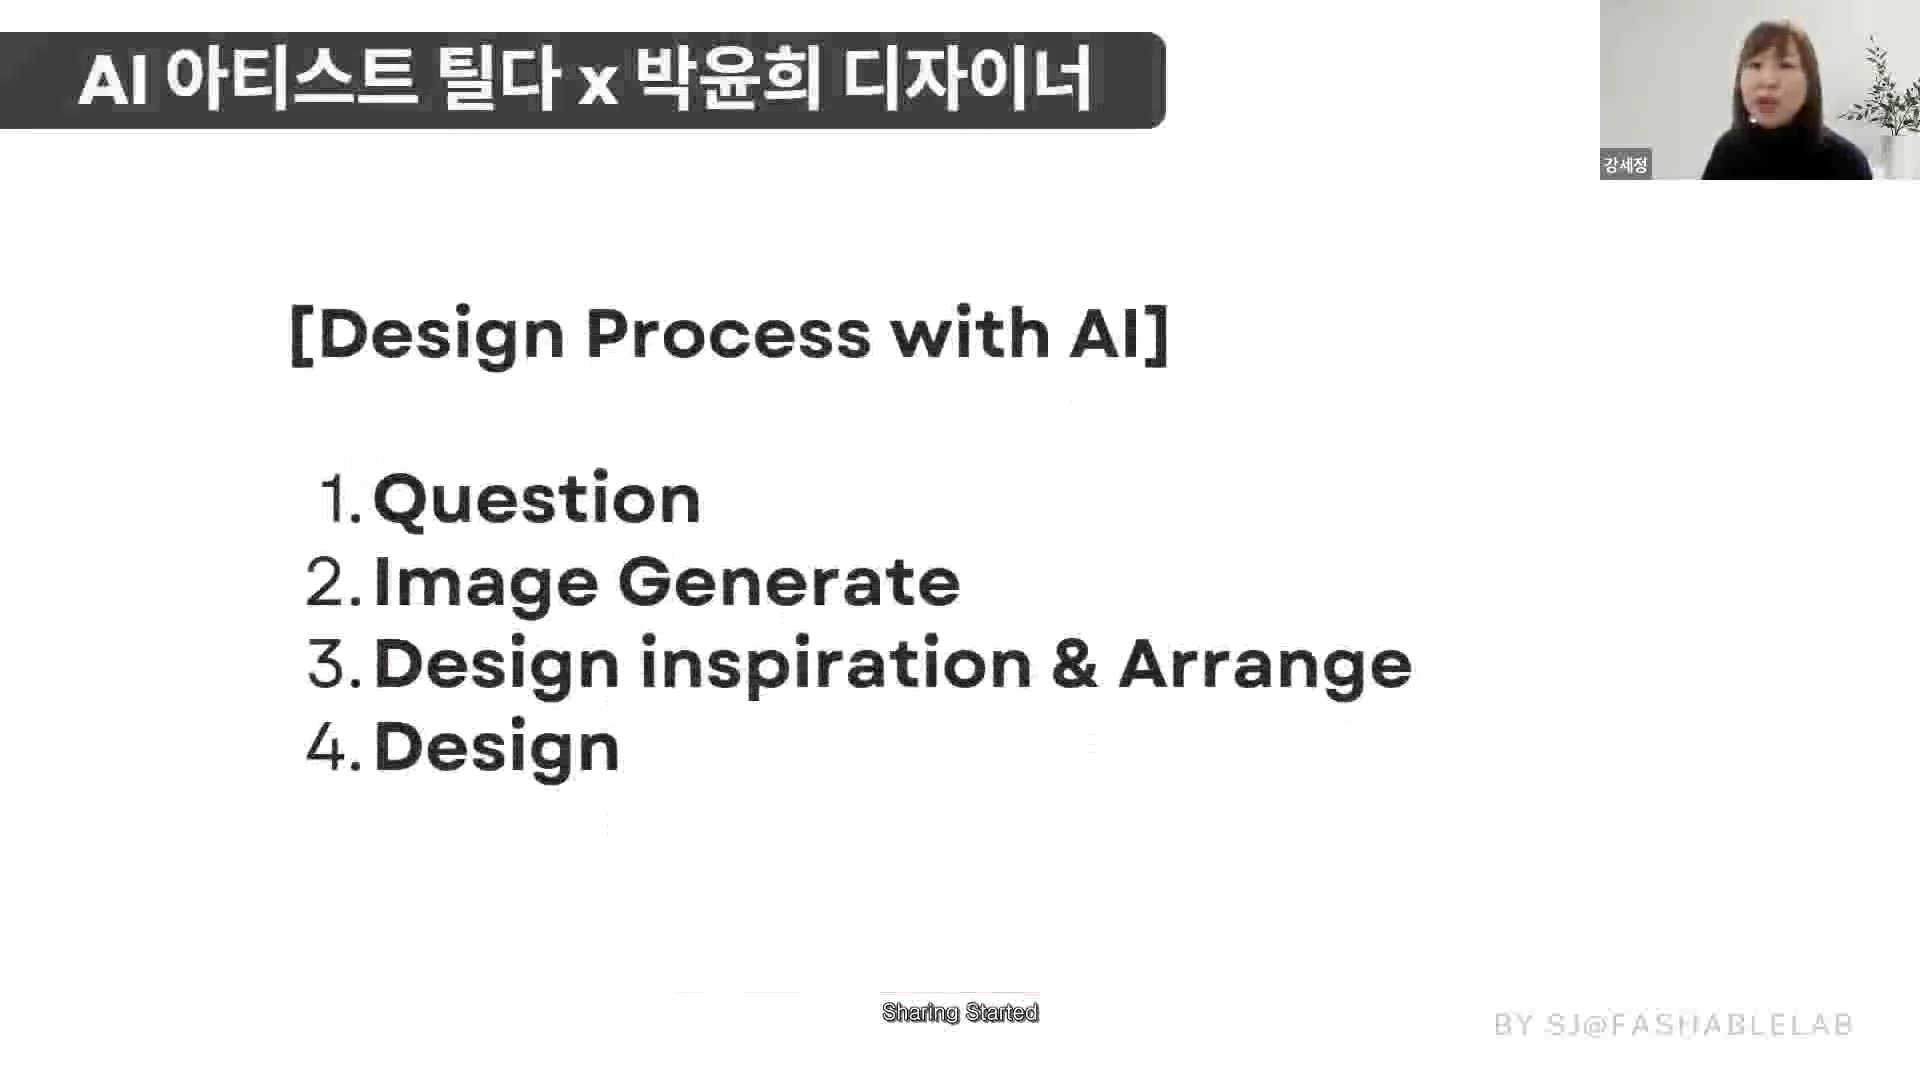 AI 아티스트 틸다 x 박윤희 디자이너
강세정
[Design Process with AI]
1. Question
2. Image Generate
3. Design inspiration & Arrange
4. Design
Sharing Started
BY SJ@FASHABLELAB